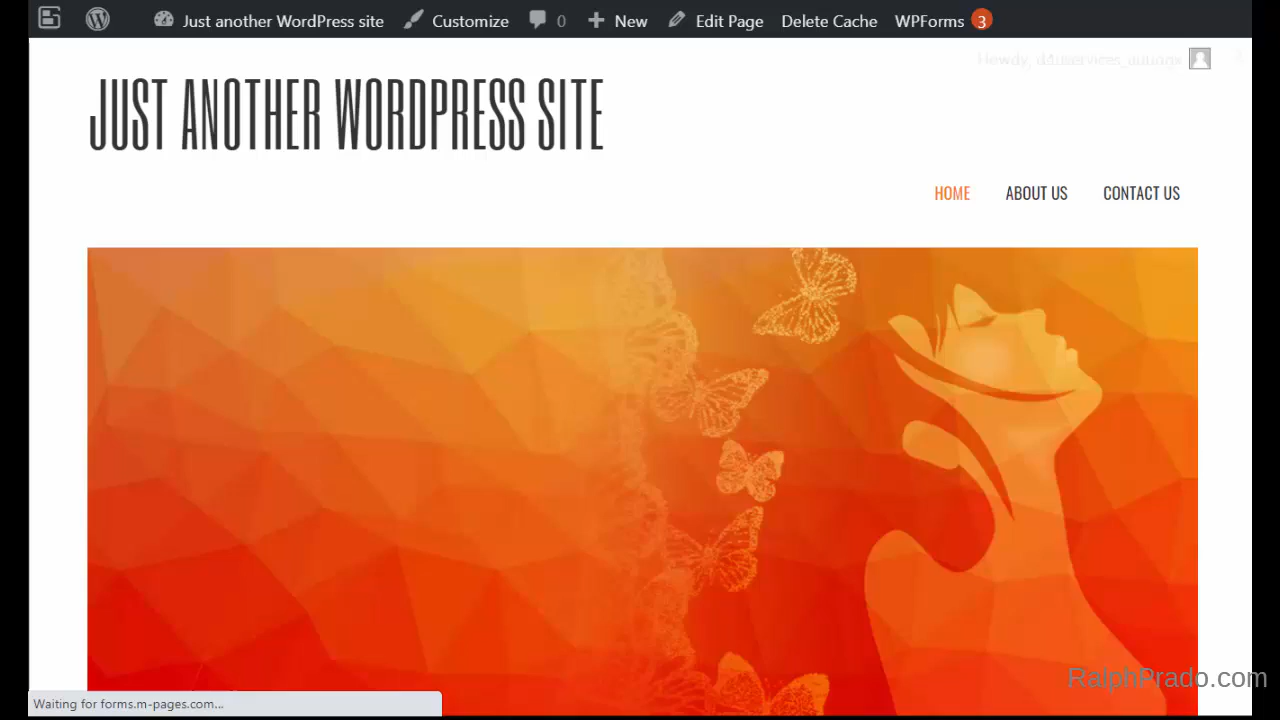 Just another WordPress site Customize 0 New Edit Page Delete Cache WPForms 3
Howdy,
JUST ANOTHER WORDPRESS SITE
HOME ABOUT US CONTACT US
RalphPrado.com
Waiting for forms.m-pages.com...